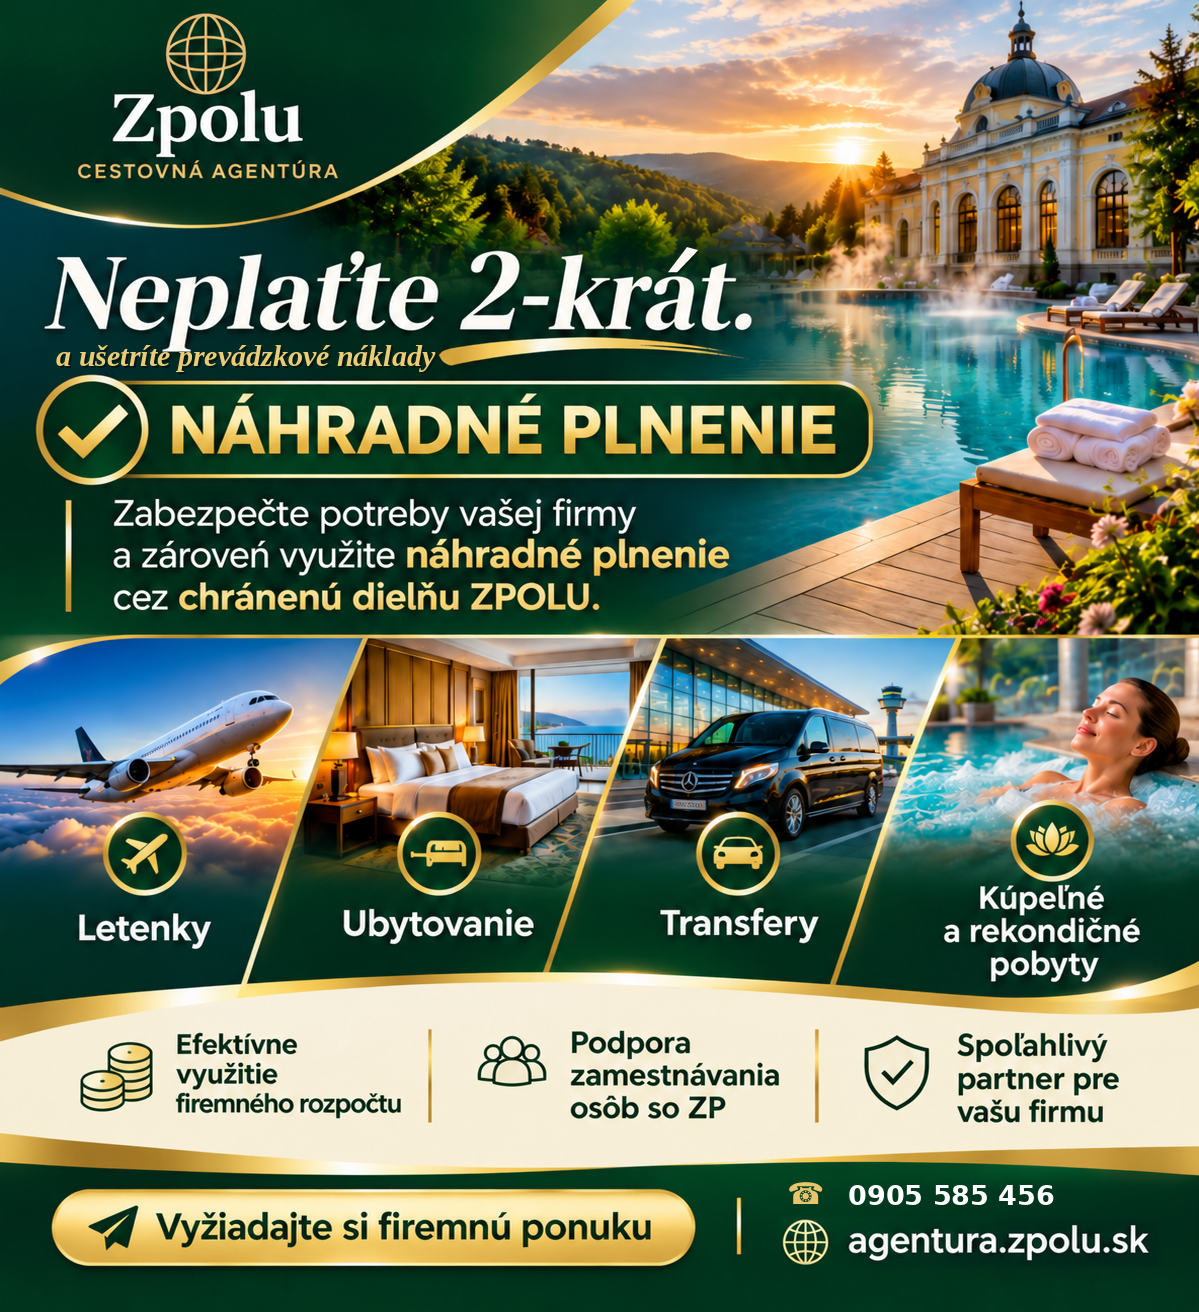 Zpolu
CESTOVNÁ AGENTÚRA
Neplaťte 2-krát.
a ušetríte prevádzkové náklady
NÁHRADNÉ PLNENIE
Zabezpečte potreby vašej firmy
a zároveň využite náhradné plnenie
cez chránenú dielňu ZPOLU.
Letenky
Ubytovanie
Transfery
Kúpeľné
a rekondičné
pobyty
Efektívne
využitie
firemného rozpočtu
Podpora
zamestnávania
osôb so ZP
Spoľahlivý
partner pre
vašu firmu
Vyžiadajte si firemnú ponuku
0905 585 456
agentura.zpolu.sk